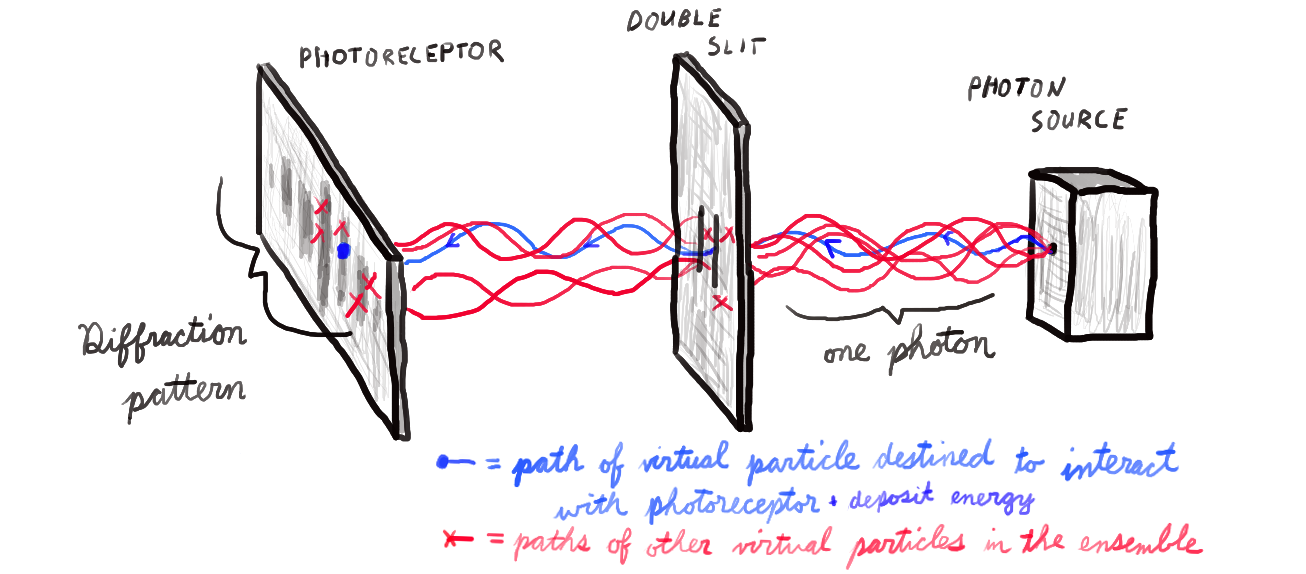 PHOTORECEPTOR
DOUBLE
SLIT
PHOTON
SOURCE
Diffraction
pattern
one photon
= path of virtual particle destined to interact
with photoreceptor + deposit energy
x = paths of other virtual particles in the ensemble